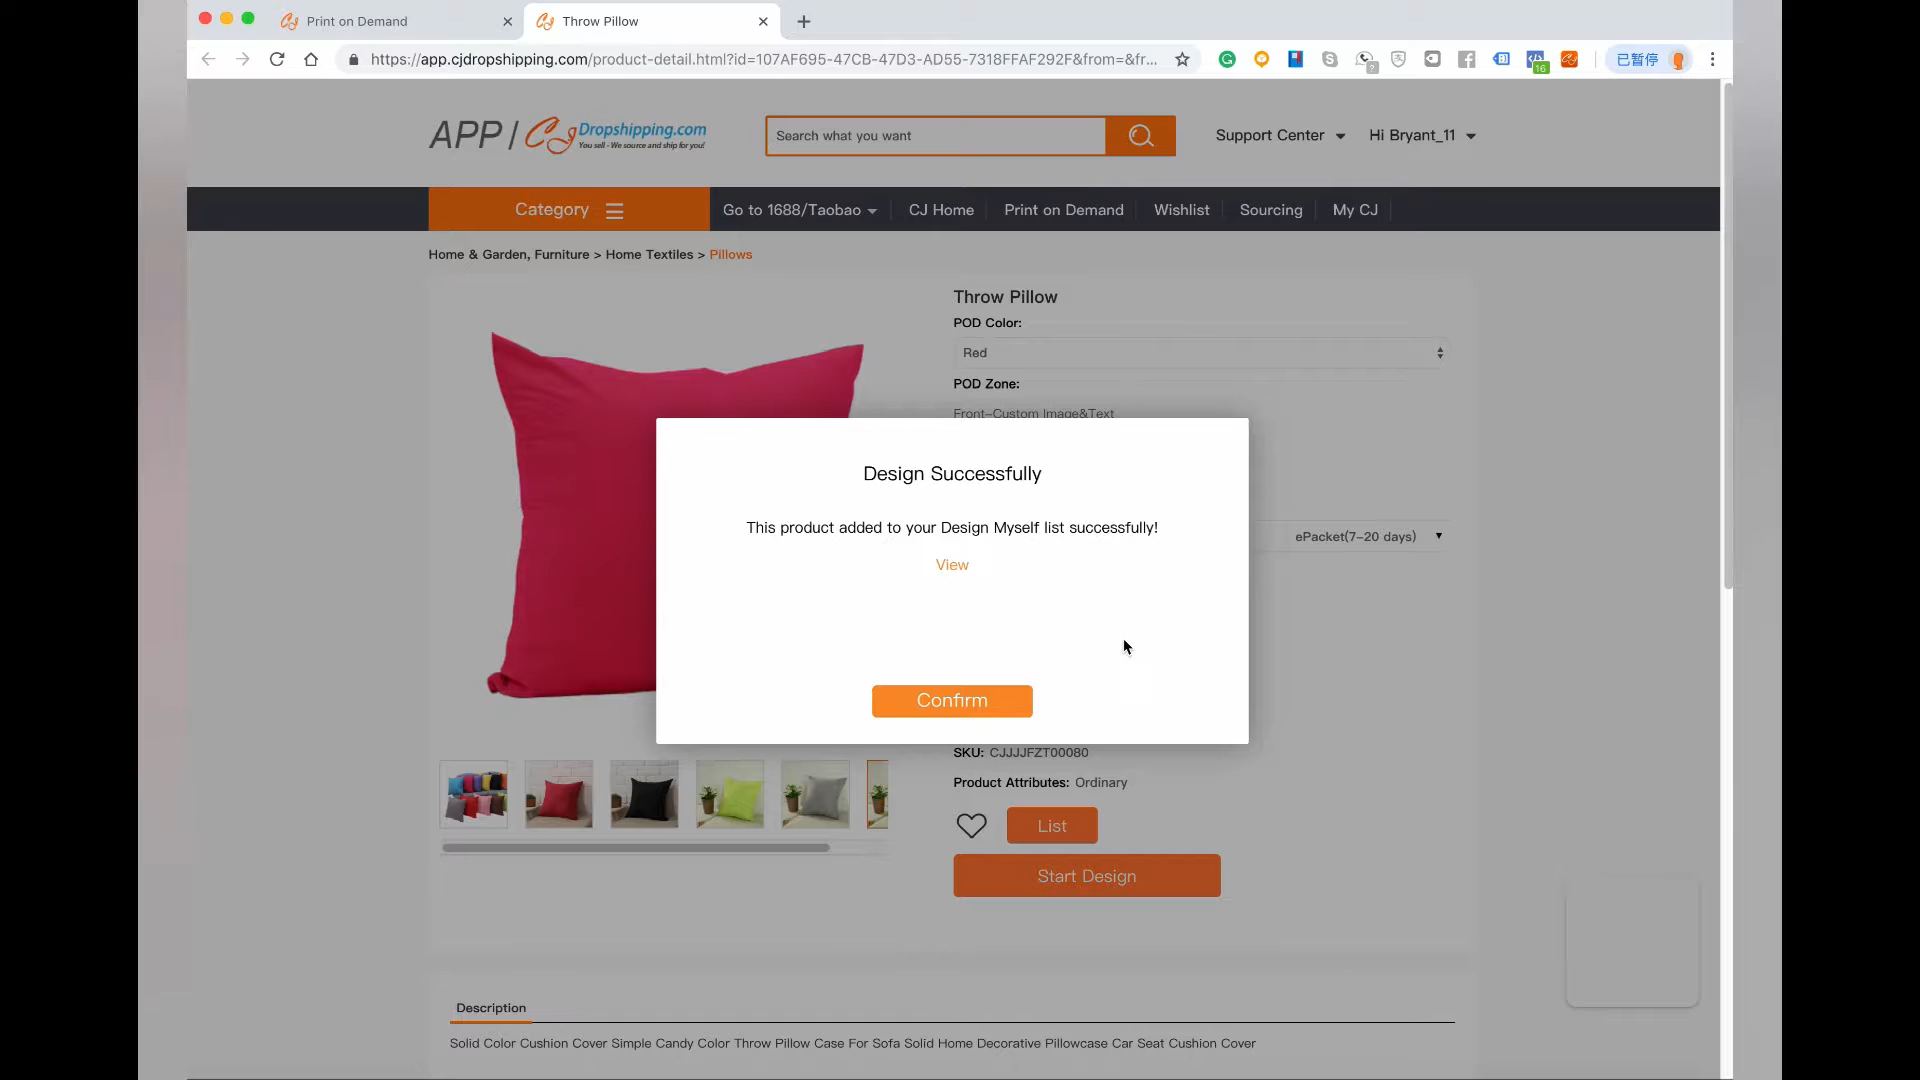 Print on Demand
Throw Pillow
https://app.cjdropshipping.com/product-detail.html?id=107AF695-47CB-47D3-AD55-7318FFAF292F&from=&fr...
16
已暂停
APP / CJ Dropshipping.com
You sell - We source and ship for you!
Search what you want
Support Center
Hi Bryant_11
Category
Go to 1688/Taobao
CJ Home
Print on Demand
Wishlist
Sourcing
My CJ
Home & Garden, Furniture > Home Textiles > Pillows
Throw Pillow
POD Color:
Red
POD Zone:
Front-Custom Image&Text
Design Successfully
This product added to your Design Myself list successfully!
View
ePacket(7-20 days)
Confirm
SKU: CJJJJFZT00080
Product Attributes: Ordinary
List
Start Design
Description
Solid Color Cushion Cover Simple Candy Color Throw Pillow Case For Sofa Solid Home Decorative Pillowcase Car Seat Cushion Cover